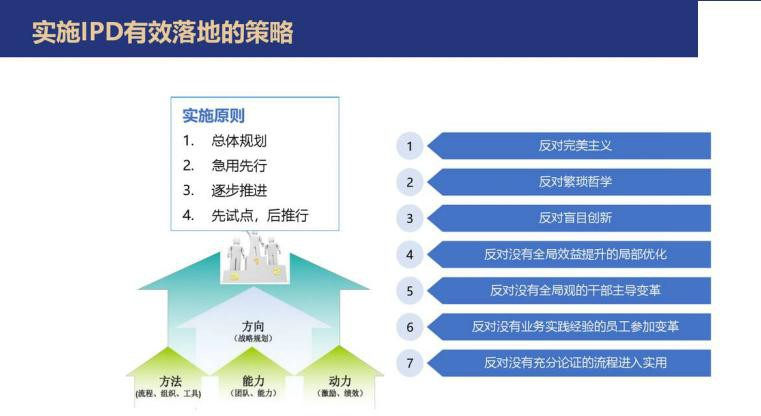 实施IPD有效落地的策略
实施原则
1. 总体规划
2. 急用先行
3. 逐步推进
4. 先试点，后推行
方向
（战略规划）
方法
(流程、组织、工具)
能力
（团队、能力）
动力
（激励、绩效）
1 反对完美主义
2 反对繁琐哲学
3 反对盲目创新
4 反对没有全局效益提升的局部优化
5 反对没有全局观的干部主导变革
6 反对没有业务实践经验的员工参加变革
7 反对没有充分论证的流程进入实用